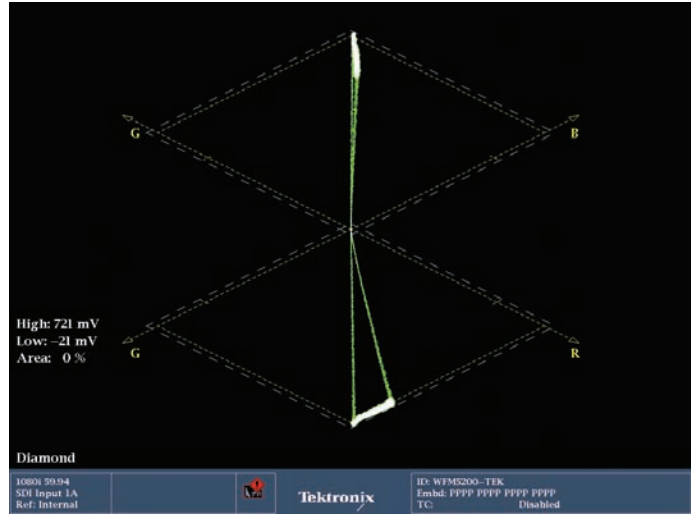 G
B
High: 721 mV
Low: −21 mV
Area: 0 %
G
R
Diamond
1080i 59.94
SDI Input 1A
Ref: Internal
Tektronix
ID: WFM5200-TEK
Embd: PPPP PPPP PPPP PPPP
TC: Disabled